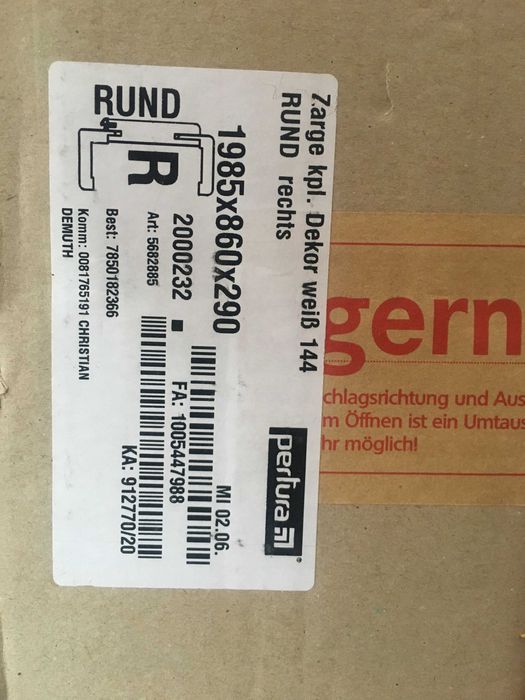 Zarge kpl. Dekor weiß 144
RUND rechts
1985x860x290
RUND
R
2000232
Art: 5682885
Best: 7850182366
Komm: 0081765191 CHRISTIAN
DEMUTH
MI 02.06.
FA: 1005447988
KA: 912770/20
pertura
gern
chlagsrichtung und Aus
m Öffnen ist ein Umtaus
hr möglich!